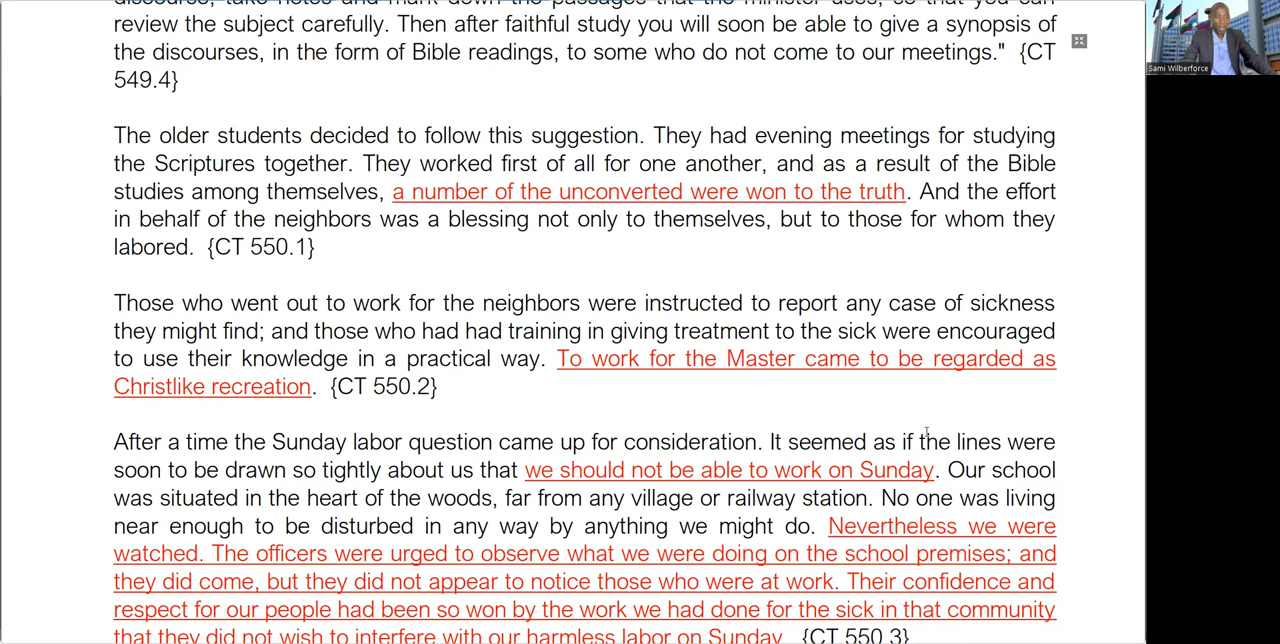 discourse, take notes and mark down the passages that the minister uses, so that you can
review the subject carefully. Then after faithful study you will soon be able to give a synopsis of
the discourses, in the form of Bible readings, to some who do not come to our meetings." {CT
549.4}
The older students decided to follow this suggestion. They had evening meetings for studying
the Scriptures together. They worked first of all for one another, and as a result of the Bible
studies among themselves, a number of the unconverted were won to the truth. And the effort
in behalf of the neighbors was a blessing not only to themselves, but to those for whom they
labored. {CT 550.1}
Those who went out to work for the neighbors were instructed to report any case of sickness
they might find; and those who had had training in giving treatment to the sick were encouraged
to use their knowledge in a practical way. To work for the Master came to be regarded as
Christlike recreation. {CT 550.2}
After a time the Sunday labor question came up for consideration. It seemed as if the lines were
soon to be drawn so tightly about us that we should not be able to work on Sunday. Our school
was situated in the heart of the woods, far from any village or railway station. No one was living
near enough to be disturbed in any way by anything we might do. Nevertheless we were
watched. The officers were urged to observe what we were doing on the school premises; and
they did come, but they did not appear to notice those who were at work. Their confidence and
respect for our people had been so won by the work we had done for the sick in that community
that they did not wish to interfere with our harmless labor on Sunday. {CT 550.3}
Sami Wilberforce